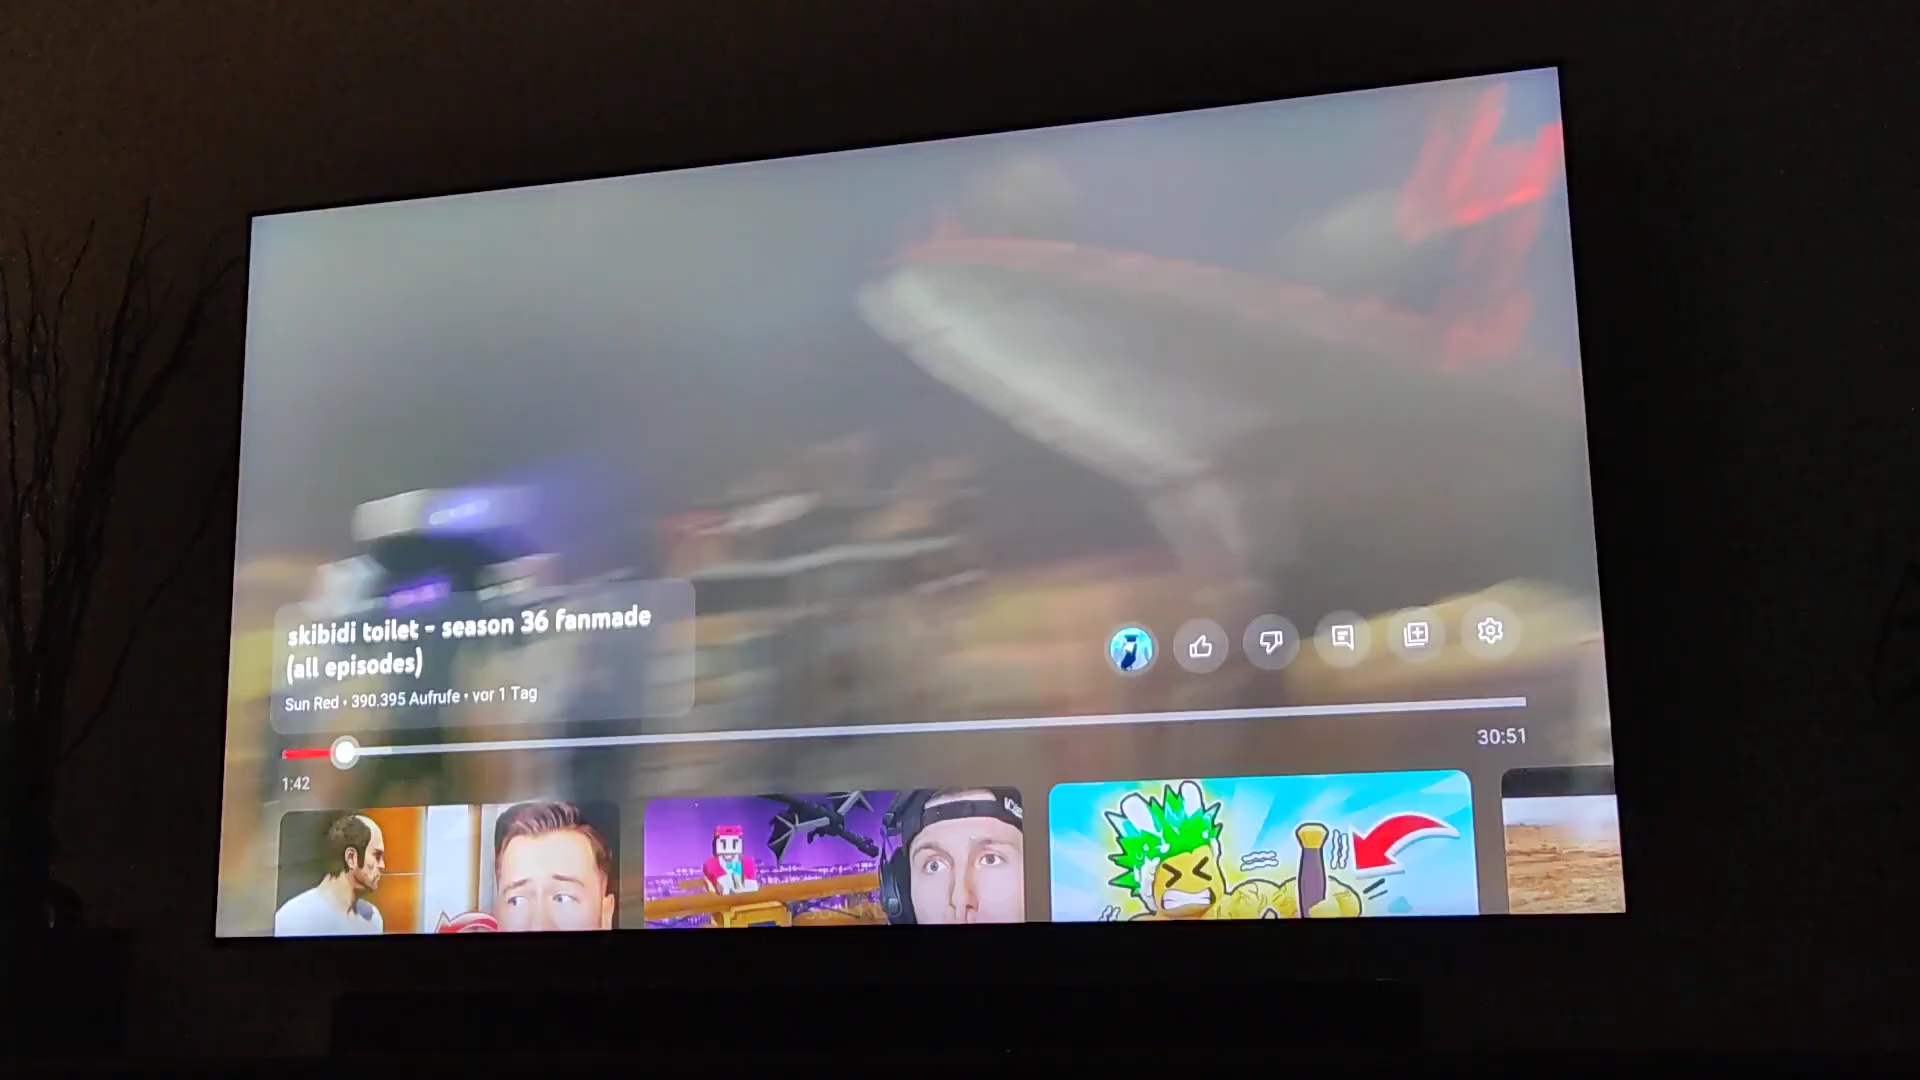 skibidi toilet - season 36 fanmade
(all episodes)
Sun Red • 390.395 Aufrufe • vor 1 Tag
30:51
1:42